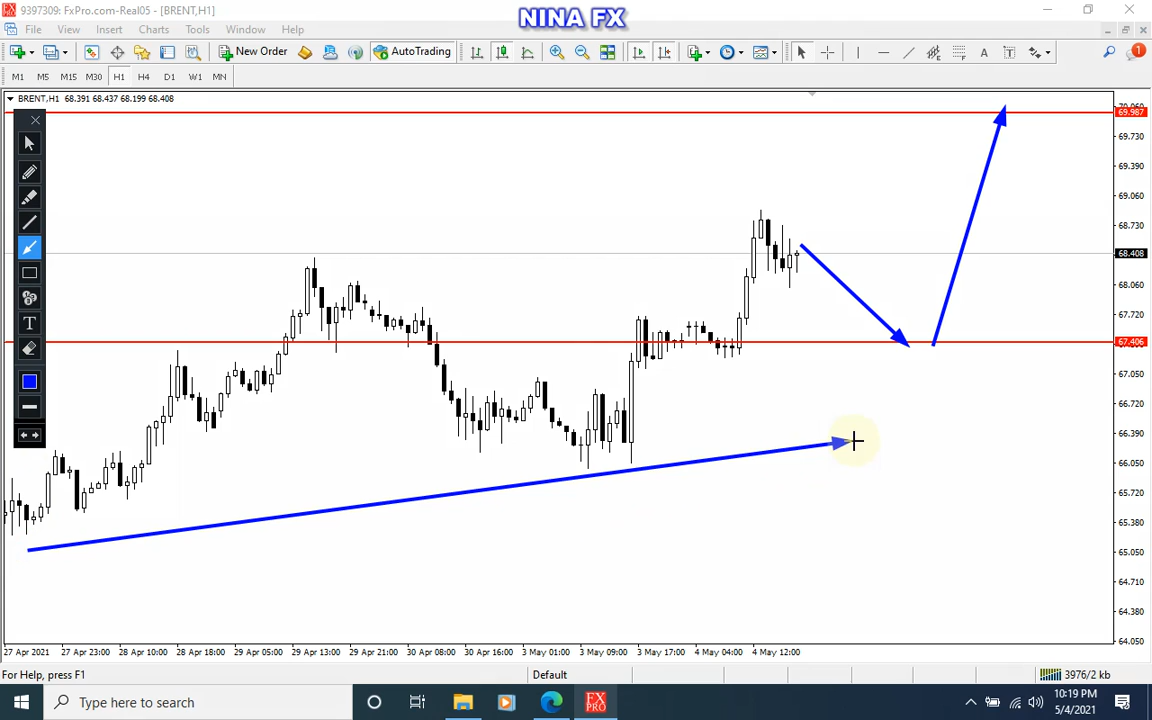 9397309: FxPro.com-Real05 - [BRENT,H1]
NINA FX
File View Insert Charts Tools Window Help
New Order AutoTrading A T 1
M1 M5 M15 M30 H1 H4 D1 W1 MN
BRENT,H1 68.391 68.437 68.199 68.408
70.060
69.987
69.730
69.390
69.060
68.730
68.408
68.060
67.720
67.406
67.050
66.720
66.390
66.050
65.720
65.380
65.050
64.710
64.380
64.050
T
27 Apr 2021 27 Apr 23:00 28 Apr 10:00 28 Apr 18:00 29 Apr 05:00 29 Apr 13:00 29 Apr 21:00 30 Apr 08:00 30 Apr 16:00 3 May 01:00 3 May 09:00 3 May 17:00 4 May 04:00 4 May 12:00
For Help, press F1 Default 3976/2 kb
Type here to search
FX PRO
10:19 PM
5/4/2021